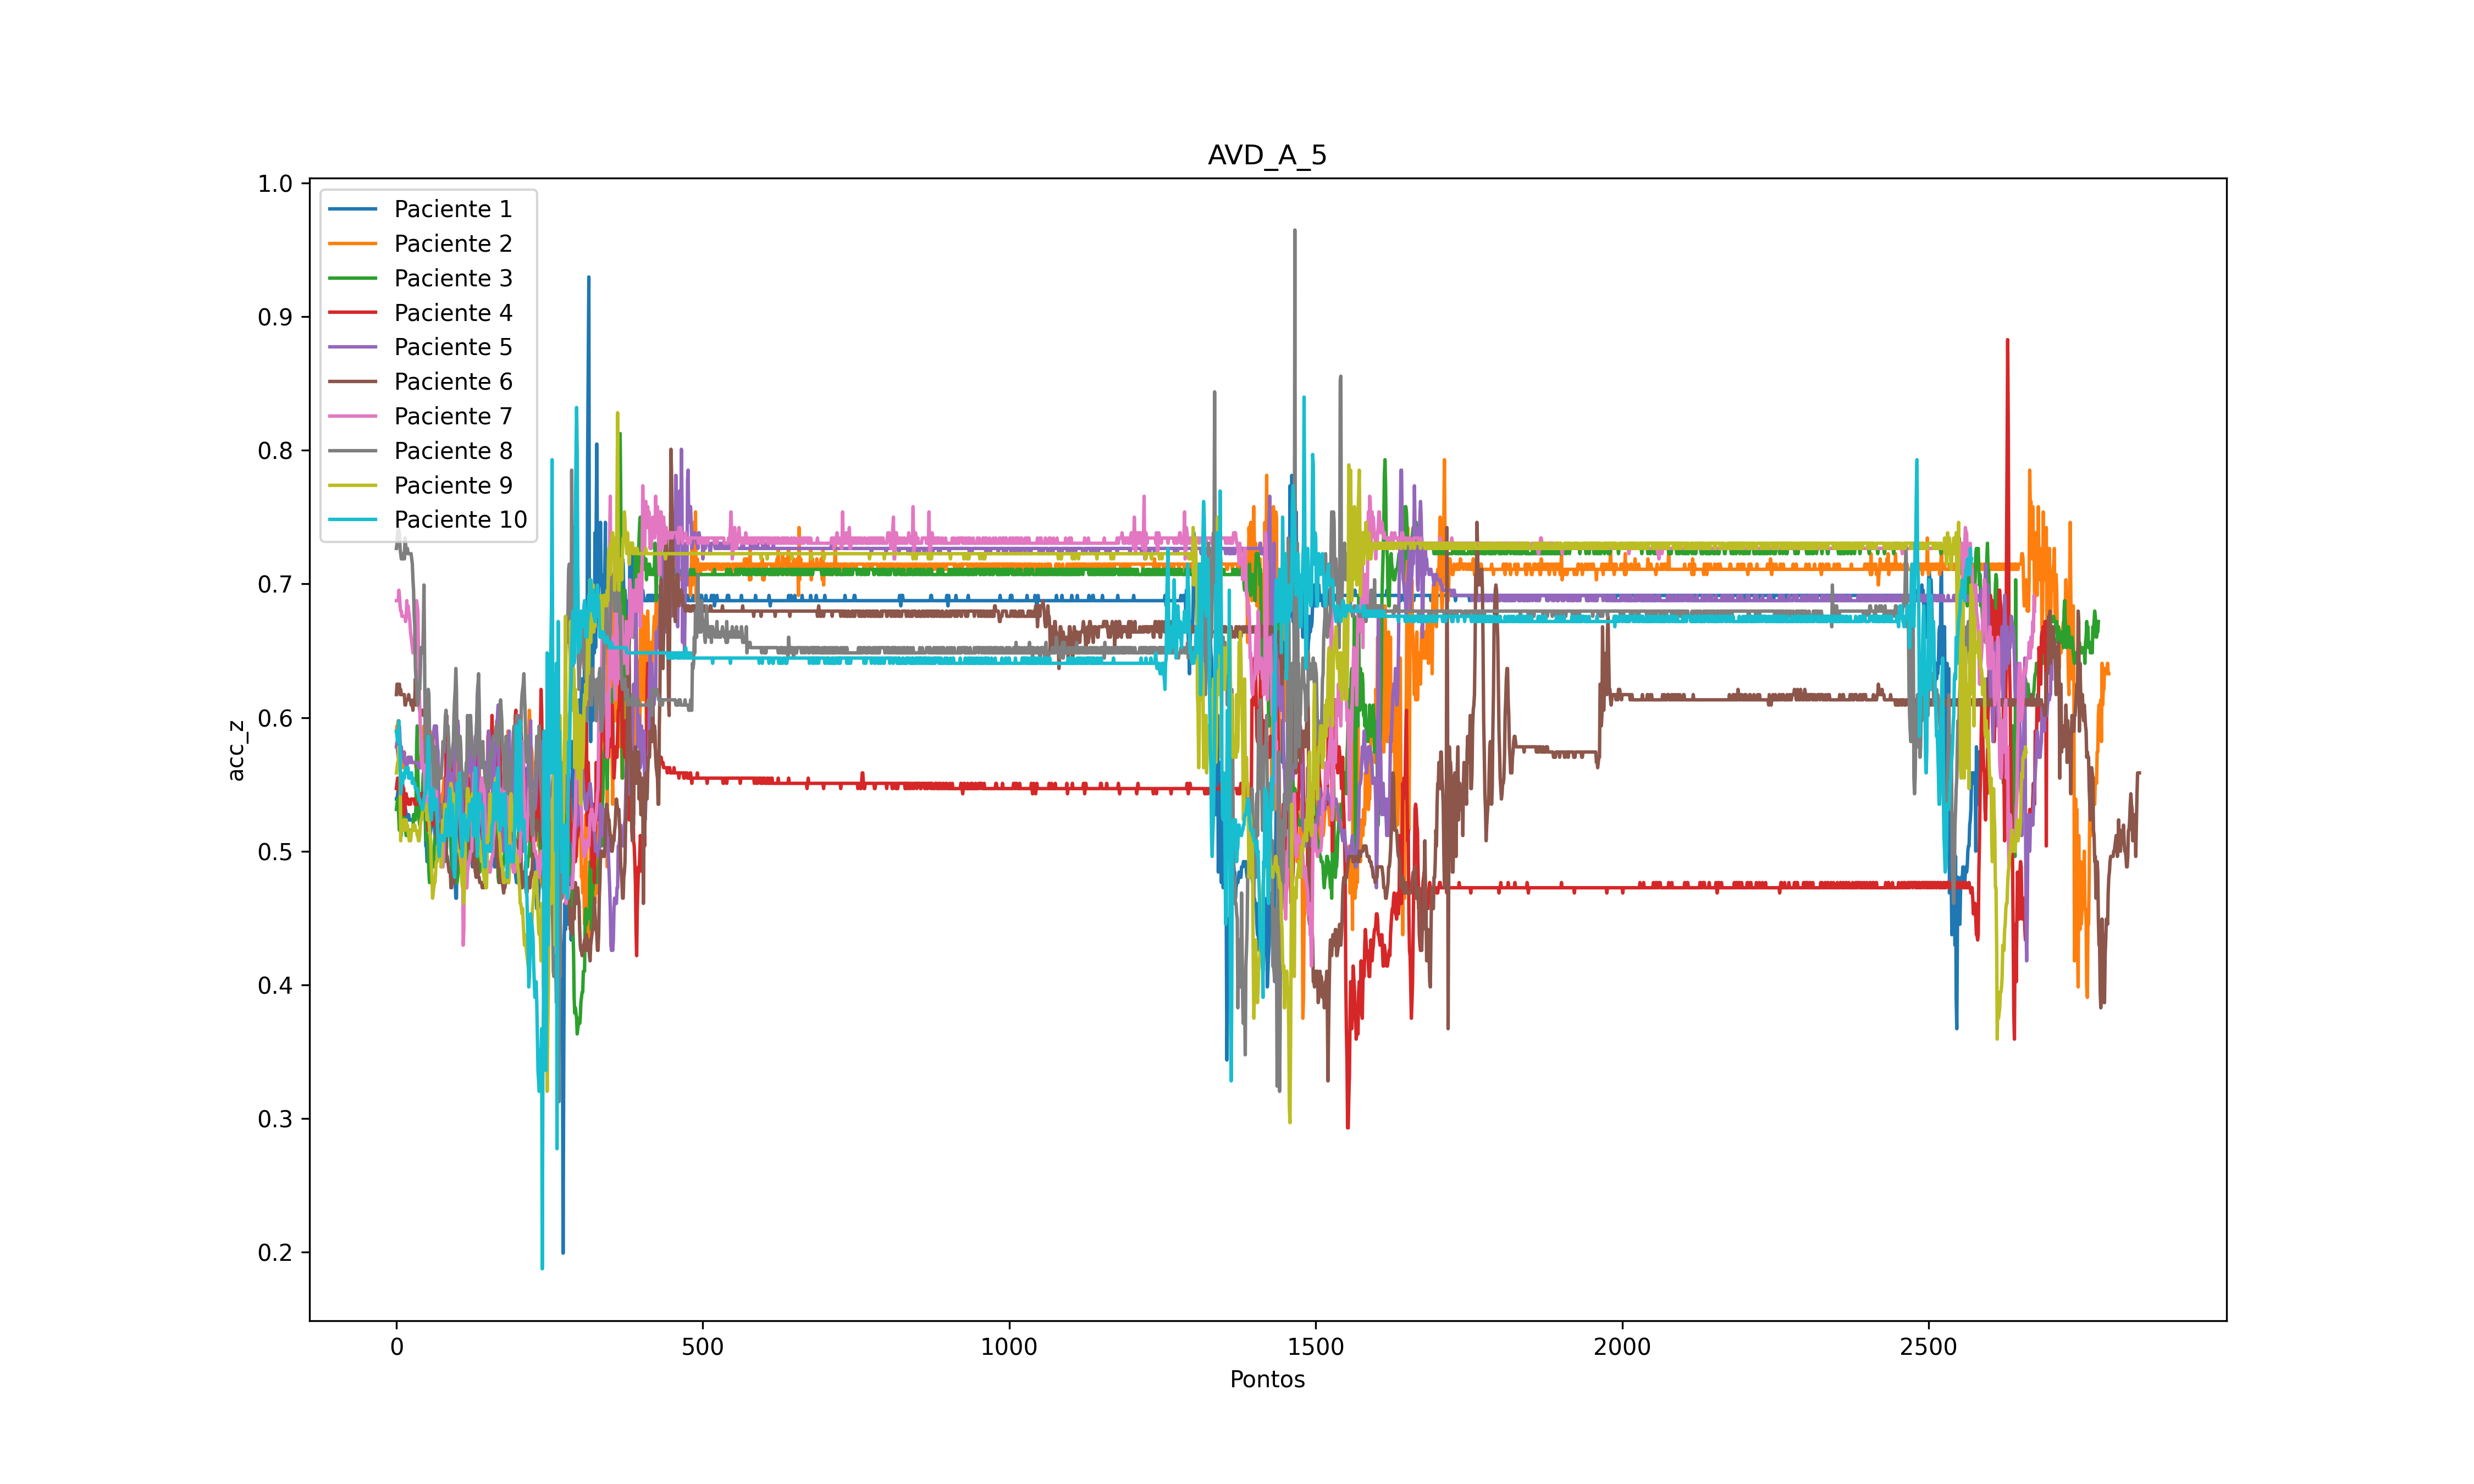 AVD_A_5
1.0
0.9
0.8
0.7
0.6
0.5
0.4
0.3
0.2
acc_z
Paciente 1
Paciente 2
Paciente 3
Paciente 4
Paciente 5
Paciente 6
Paciente 7
Paciente 8
Paciente 9
Paciente 10
0 500 1000 1500 2000 2500
Pontos